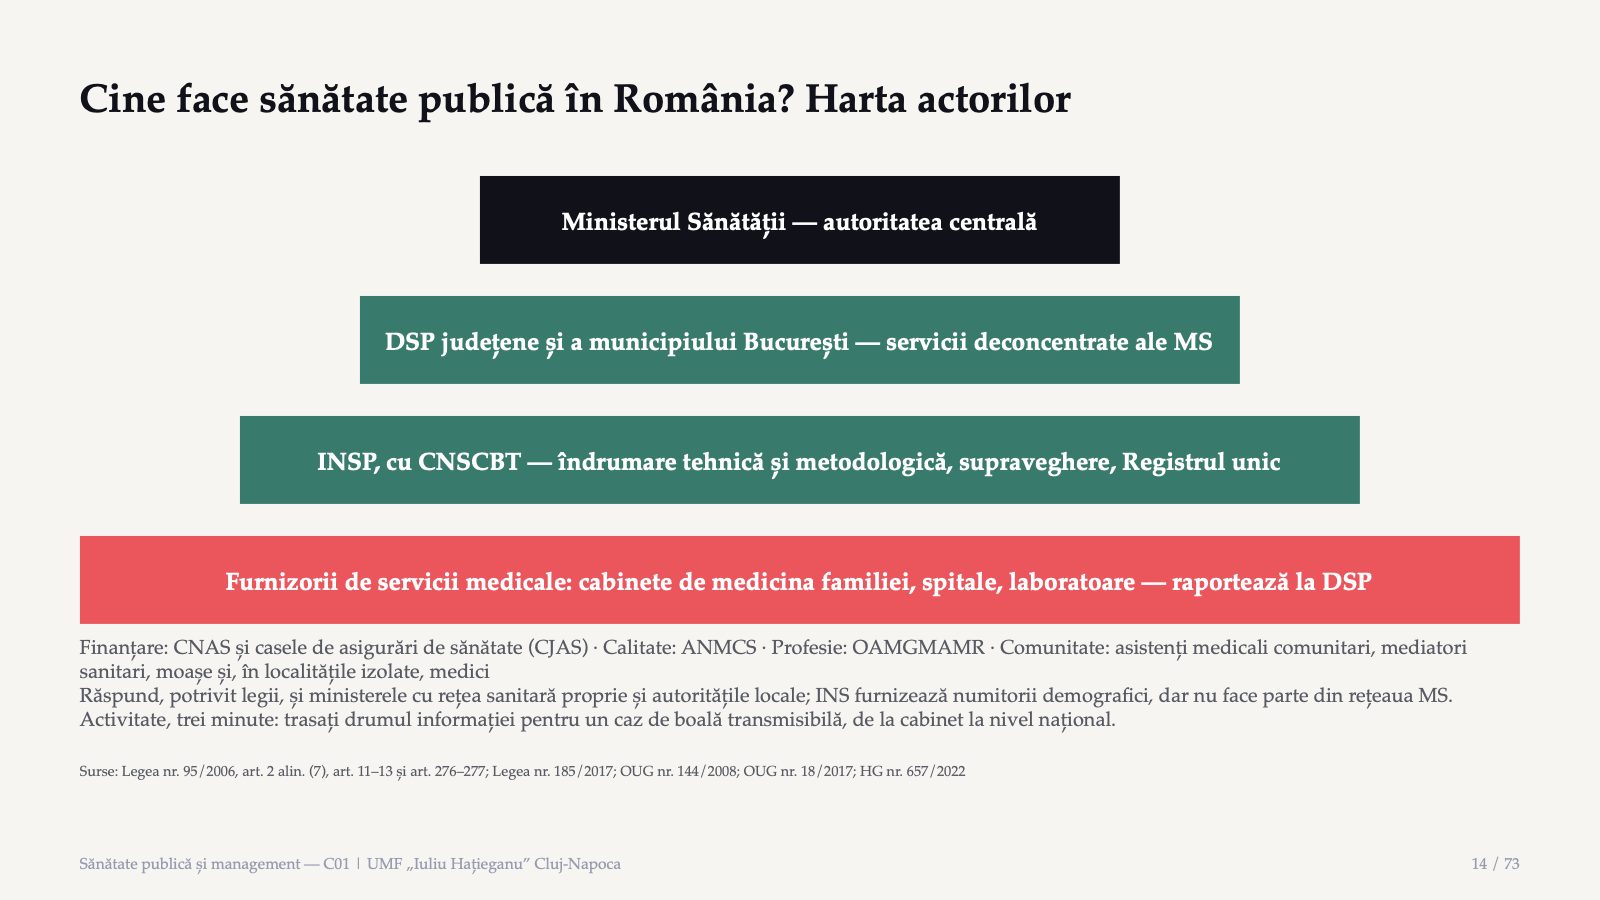 Cine face sănătate publică în România? Harta actorilor
Ministerul Sănătății — autoritatea centrală
DSP județene și a municipiului București — servicii deconcentrate ale MS
INSP, cu CNSCBT — îndrumare tehnică și metodologică, supraveghere, Registrul unic
Furnizorii de servicii medicale: cabinete de medicina familiei, spitale, laboratoare — raportează la DSP
Finanțare: CNAS și casele de asigurări de sănătate (CJAS) · Calitate: ANMCS · Profesie: OAMGMAMR · Comunitate: asistenți medicali comunitari, mediatori
sanitari, moașe și, în localitățile izolate, medici
Răspund, potrivit legii, și ministerele cu rețea sanitară proprie și autoritățile locale; INS furnizează numitorii demografici, dar nu face parte din rețeaua MS.
Activitate, trei minute: trasați drumul informației pentru un caz de boală transmisibilă, de la cabinet la nivel național.
Surse: Legea nr. 95/2006, art. 2 alin. (7), art. 11–13 și art. 276–277; Legea nr. 185/2017; OUG nr. 144/2008; OUG nr. 18/2017; HG nr. 657/2022
Sănătate publică și management — C01 | UMF „Iuliu Hațieganu” Cluj-Napoca
14 / 73